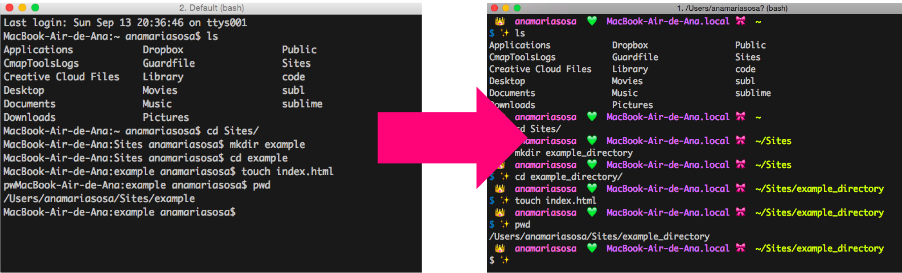 2. Default (bash)
Last login: Sun Sep 13 20:36:46 on ttys001
MacBook-Air-de-Ana:~ anamariasosa$ ls
Applications Dropbox Public
CmapToolsLogs Guardfile Sites
Creative Cloud Files Library code
Desktop Movies subl
Documents Music sublime
Downloads Pictures
MacBook-Air-de-Ana:~ anamariasosa$ cd Sites/
MacBook-Air-de-Ana:Sites anamariasosa$ mkdir example
MacBook-Air-de-Ana:Sites anamariasosa$ cd example
MacBook-Air-de-Ana:example anamariasosa$ touch index.html
pwMacBook-Air-de-Ana:example anamariasosa$ pwd
/Users/anamariasosa/Sites/example
MacBook-Air-de-Ana:example anamariasosa$
1. /Users/anamariasosa? (bash)
👑 anamariasosa 💚 MacBook-Air-de-Ana.local 🎀 ~
$ ✨ ls
Applications Dropbox Public
CmapToolsLogs Guardfile Sites
Creative Cloud Files Library code
Desktop Movies subl
Documents Music sublime
Downloads Pictures
anamariasosa 💚 MacBook-Air-de-Ana.local 🎀 ~
cd Sites/
anamariasosa 💚 MacBook-Air-de-Ana.local 🎀 ~/Sites
mkdir example_directory
anamariasosa 💚 MacBook-Air-de-Ana.local 🎀 ~/Sites
$ ✨ cd example_directory/
👑 anamariasosa 💚 MacBook-Air-de-Ana.local 🎀 ~/Sites/example_directory
$ ✨ touch index.html
👑 anamariasosa 💚 MacBook-Air-de-Ana.local 🎀 ~/Sites/example_directory
$ ✨ pwd
/Users/anamariasosa/Sites/example_directory
👑 anamariasosa 💚 MacBook-Air-de-Ana.local 🎀 ~/Sites/example_directory
$ ✨